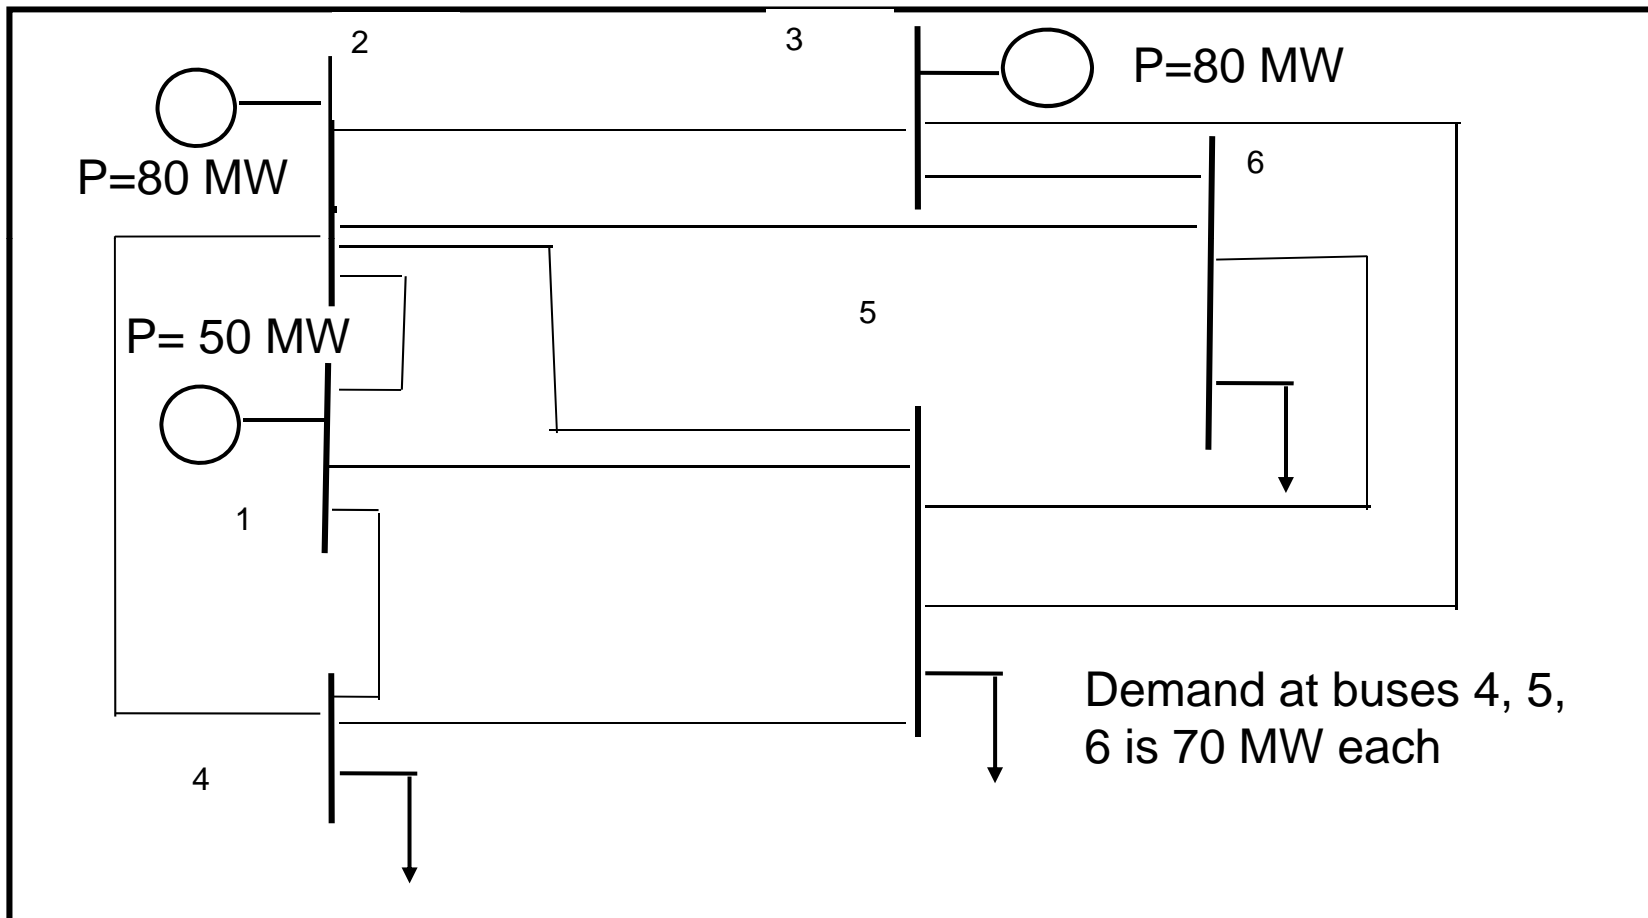 2
3
P=80 MW
P=80 MW
6
5
P= 50 MW
1
Demand at buses 4, 5,
6 is 70 MW each
4